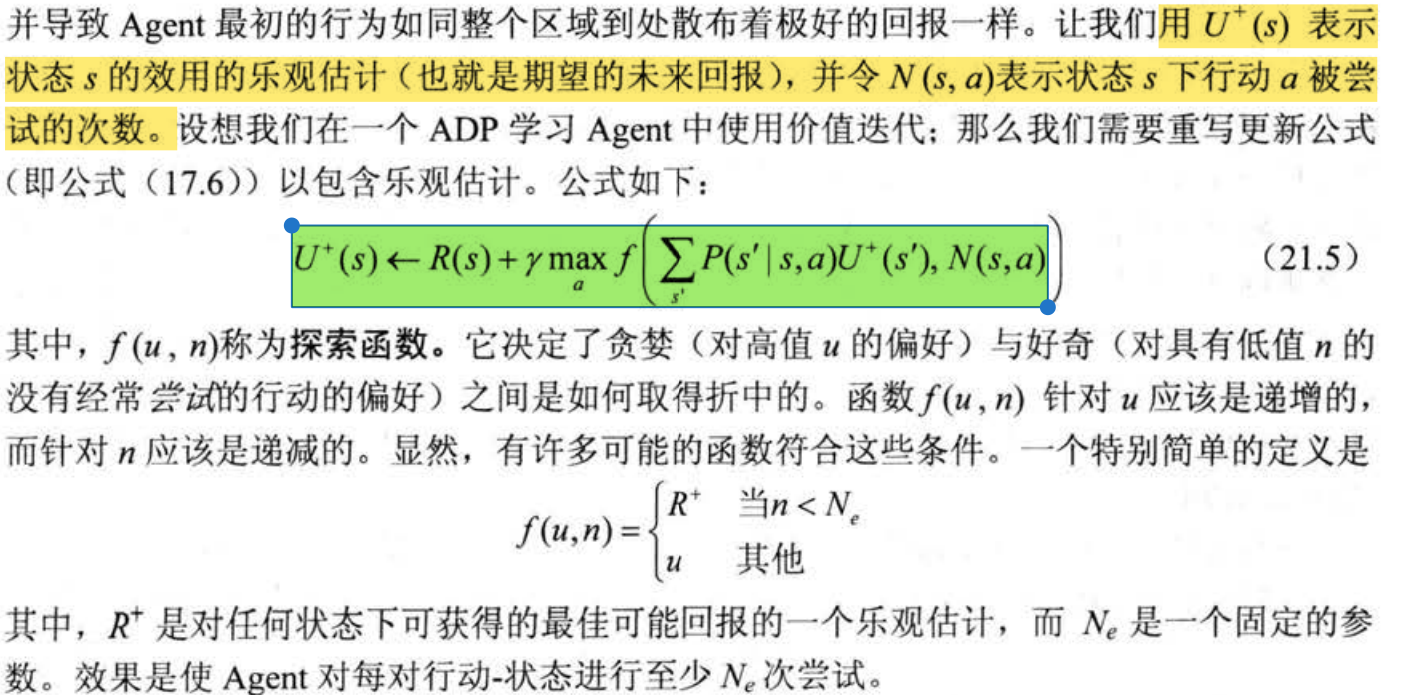 并导致 Agent 最初的行为如同整个区域到处散布着极好的回报一样。让我们用 U⁺(s) 表示
状态 s 的效用的乐观估计（也就是期望的未来回报），并令 N (s, a)表示状态 s 下行动 a 被尝
试的次数。设想我们在一个 ADP 学习 Agent 中使用价值迭代；那么我们需要重写更新公式
（即公式（17.6））以包含乐观估计。公式如下：
U⁺(s) ← R(s) + γ max_a f( ∑_{s'} P(s' | s,a)U⁺(s'), N(s,a) ) （21.5）
其中，f (u, n)称为探索函数。它决定了贪婪（对高值 u 的偏好）与好奇（对具有低值 n 的
没有经常尝试的行动的偏好）之间是如何取得折中的。函数 f (u, n) 针对 u 应该是递增的，
而针对 n 应该是递减的。显然，有许多可能的函数符合这些条件。一个特别简单的定义是
f(u,n) = { R⁺ 当n < N_e
u 其他
其中，R⁺ 是对任何状态下可获得的最佳可能回报的一个乐观估计，而 N_e 是一个固定的参
数。效果是使 Agent 对每对行动-状态进行至少 N_e 次尝试。